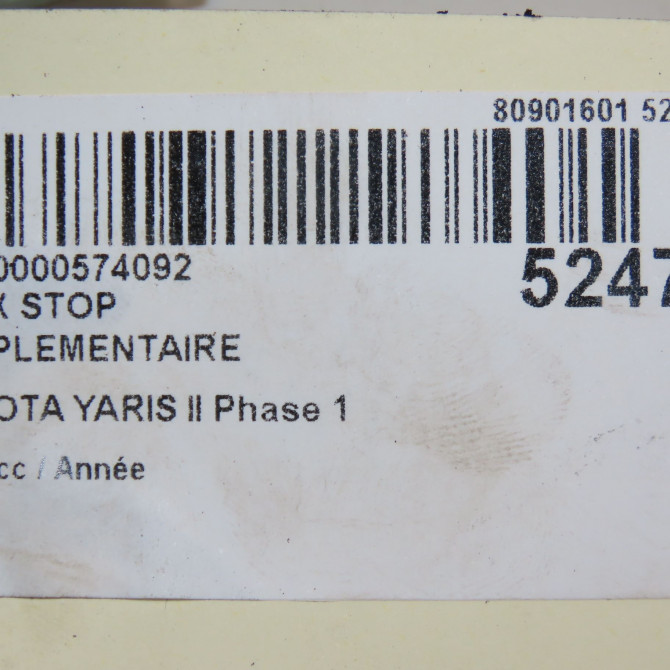 80901601 52
0000574092
5247
X STOP
PLEMENTAIRE
OTA YARIS II Phase 1
cc / Année